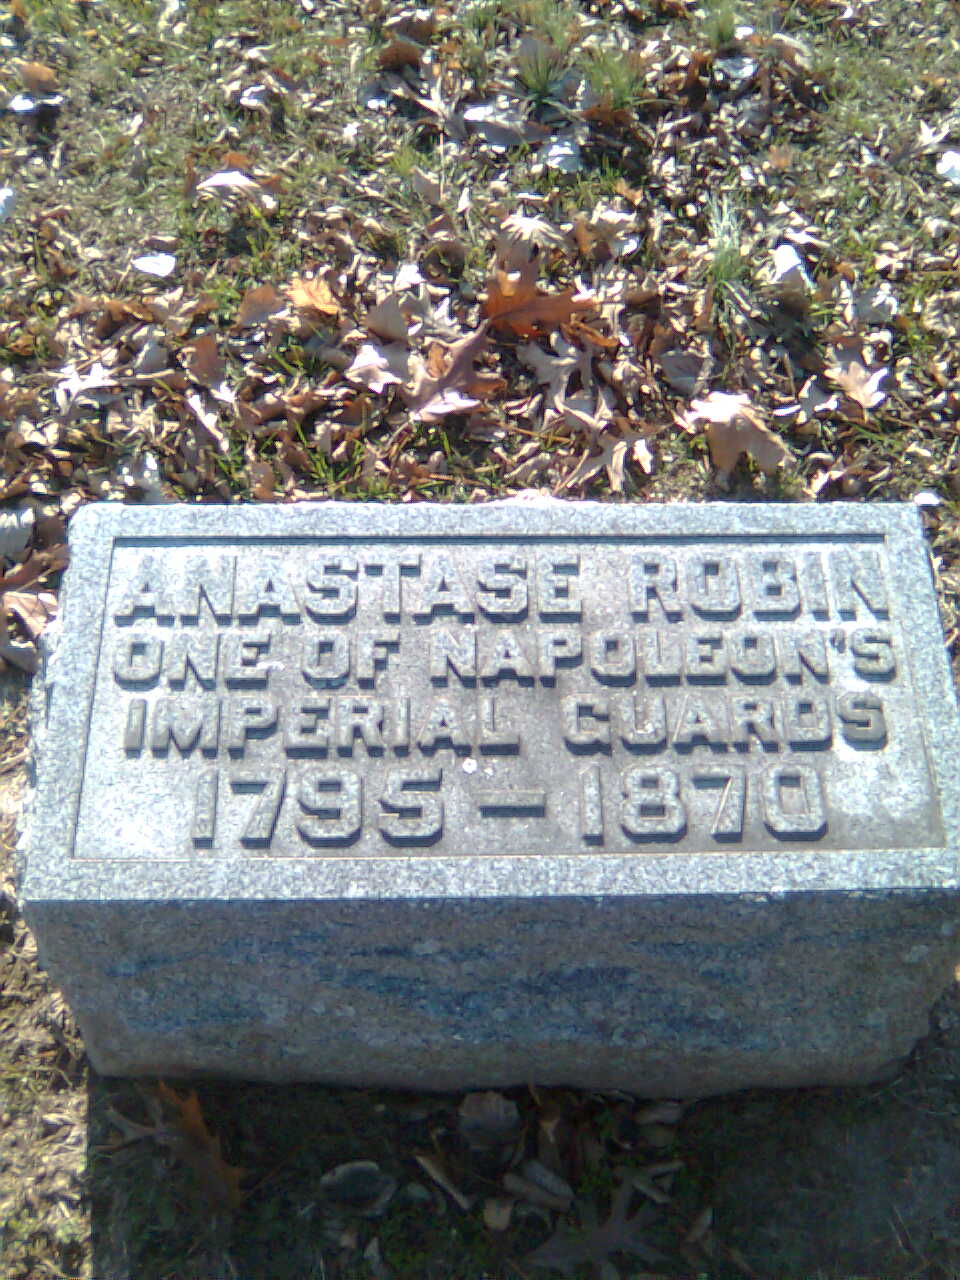 ANASTASE ROBIN
ONE OF NAPOLEON'S
IMPERIAL GUARDS
1795 — 1870